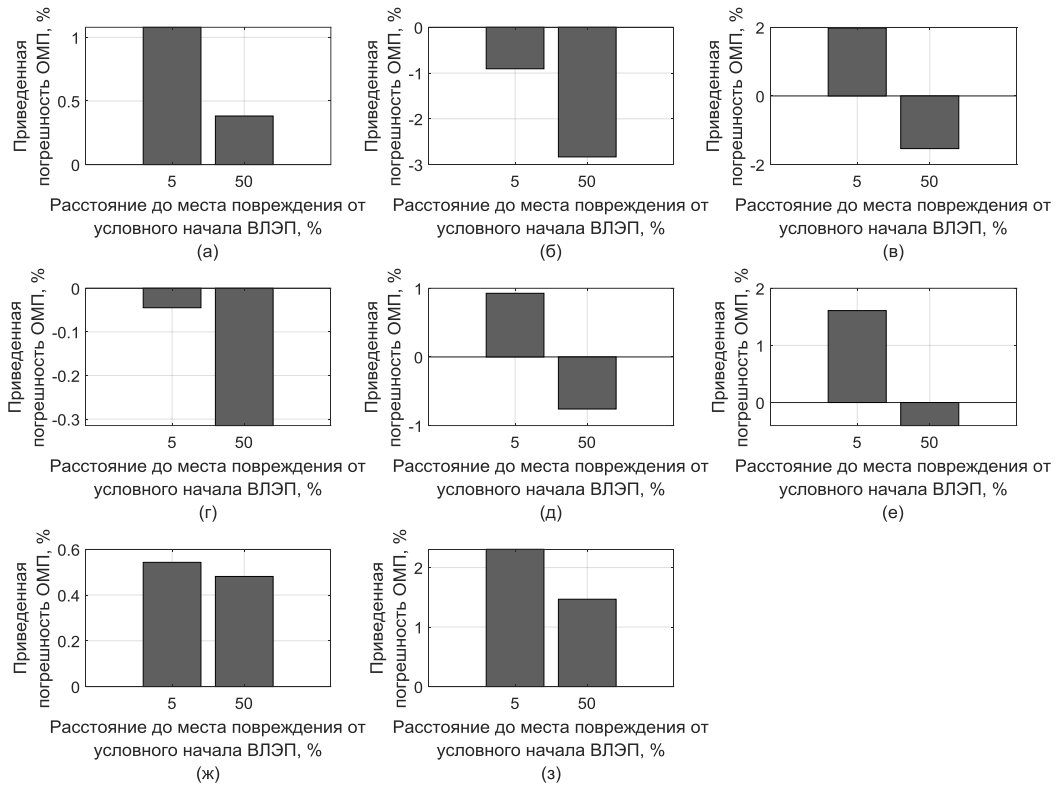 Приведенная
погрешность ОМП, %
1
0.5
0
5
50
Расстояние до места повреждения от
условного начала ВЛЭП, %
(а)
Приведенная
погрешность ОМП, %
0
-1
-2
-3
5
50
Расстояние до места повреждения от
условного начала ВЛЭП, %
(б)
Приведенная
погрешность ОМП, %
2
0
-2
5
50
Расстояние до места повреждения от
условного начала ВЛЭП, %
(в)
Приведенная
погрешность ОМП, %
0
-0.1
-0.2
-0.3
5
50
Расстояние до места повреждения от
условного начала ВЛЭП, %
(г)
Приведенная
погрешность ОМП, %
1
0
-1
5
50
Расстояние до места повреждения от
условного начала ВЛЭП, %
(д)
Приведенная
погрешность ОМП, %
2
1
0
5
50
Расстояние до места повреждения от
условного начала ВЛЭП, %
(е)
Приведенная
погрешность ОМП, %
0.6
0.4
0.2
0
5
50
Расстояние до места повреждения от
условного начала ВЛЭП, %
(ж)
Приведенная
погрешность ОМП, %
2
1
0
5
50
Расстояние до места повреждения от
условного начала ВЛЭП, %
(з)